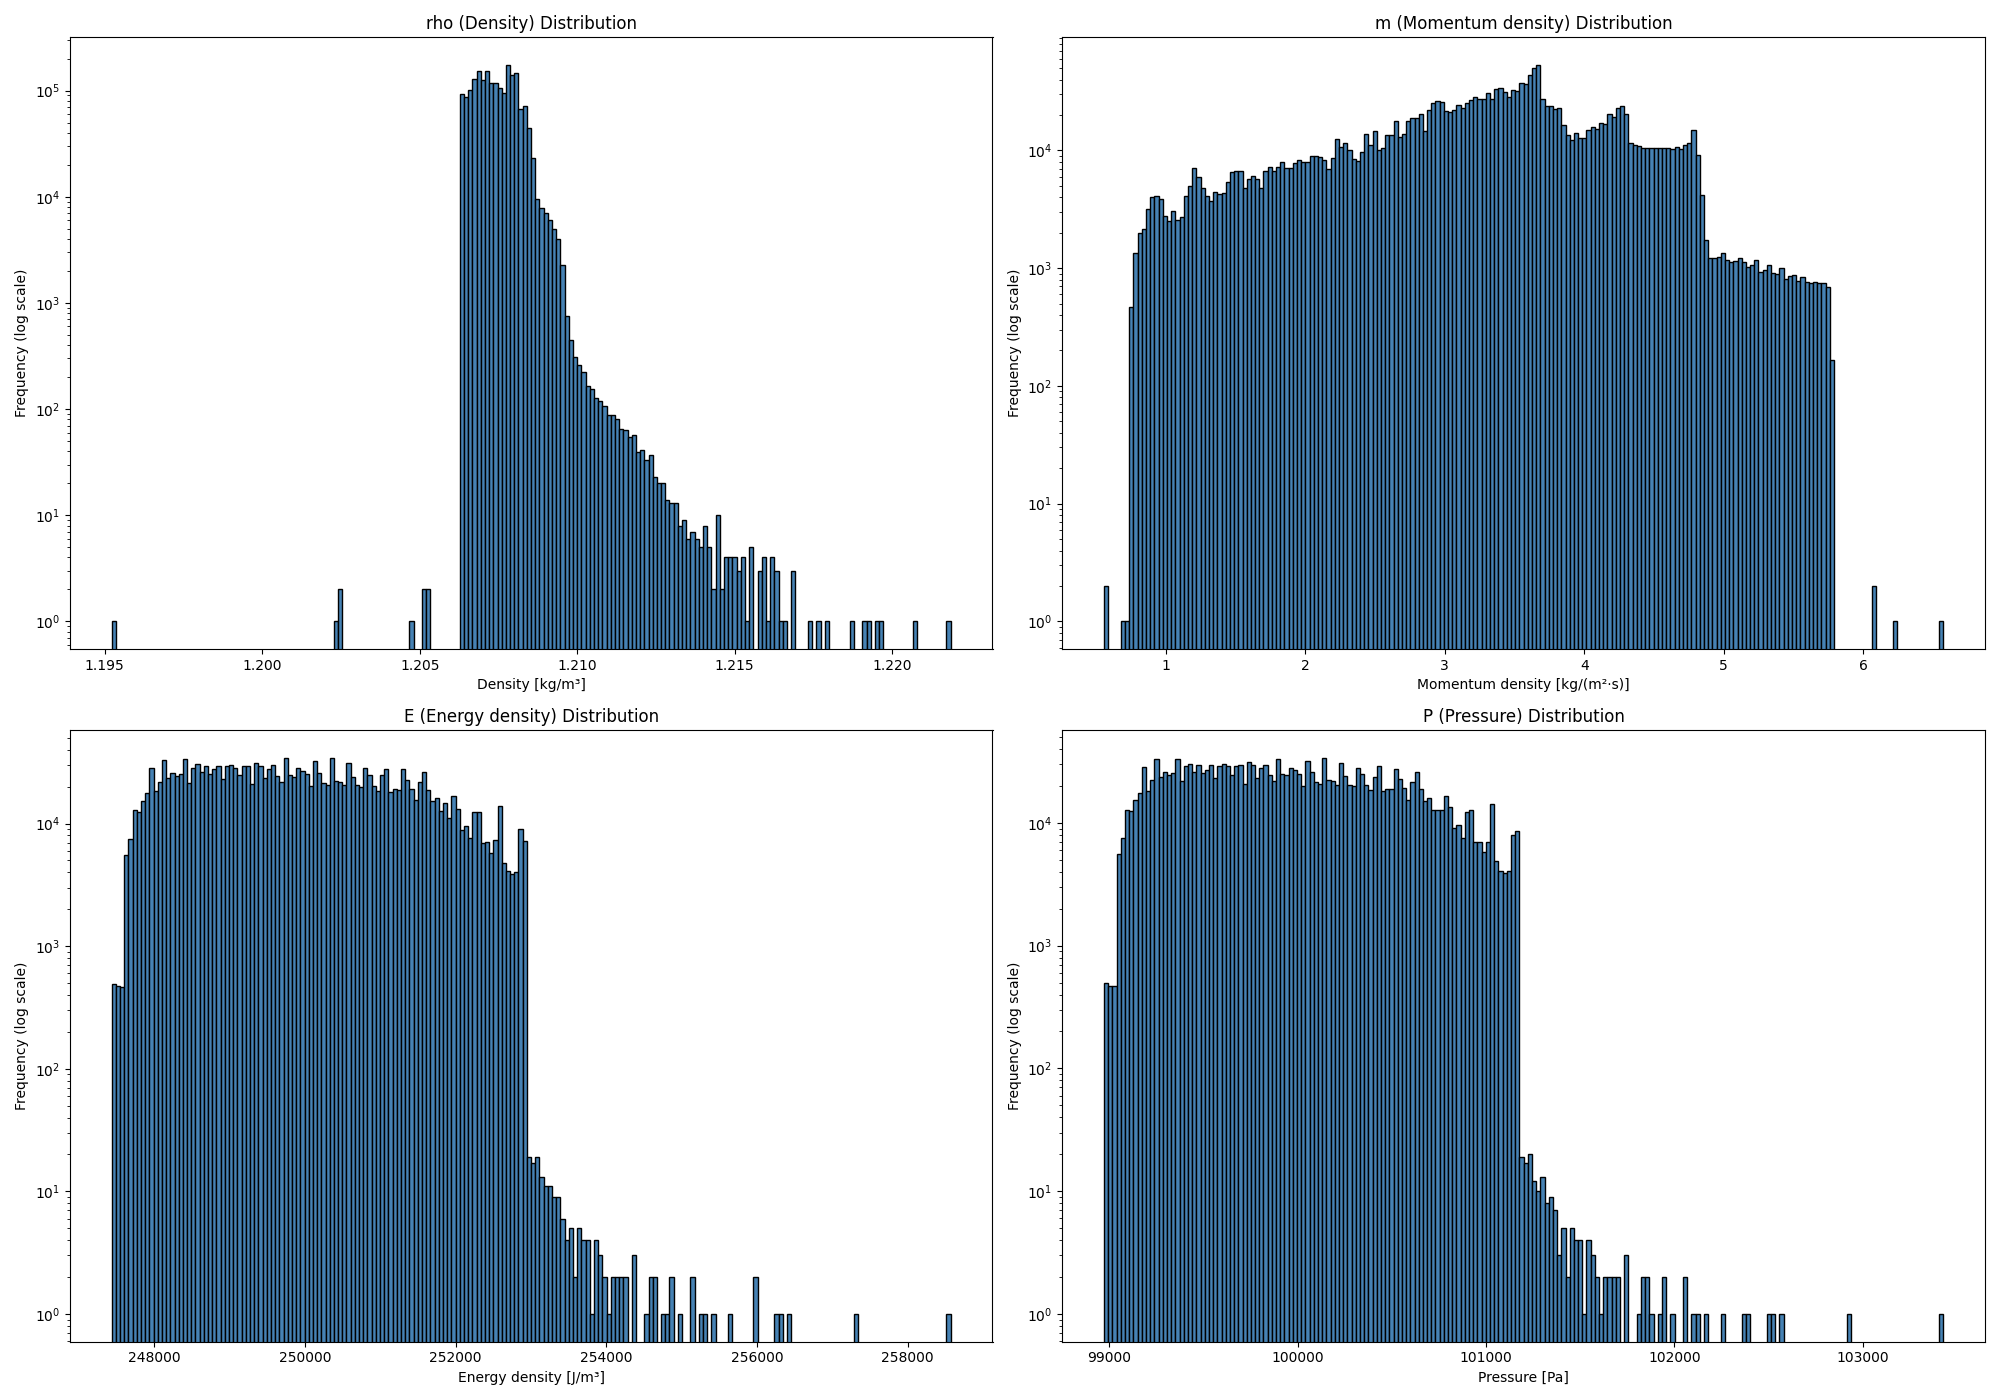 rho (Density) Distribution
Frequency (log scale)
10⁵
10⁴
10³
10²
10¹
10⁰
1.195 1.200 1.205 1.210 1.215 1.220
Density [kg/m³]
m (Momentum density) Distribution
Frequency (log scale)
10⁴
10³
10²
10¹
10⁰
1 2 3 4 5 6
Momentum density [kg/(m²·s)]
E (Energy density) Distribution
Frequency (log scale)
10⁴
10³
10²
10¹
10⁰
248000 250000 252000 254000 256000 258000
Energy density [J/m³]
P (Pressure) Distribution
Frequency (log scale)
10⁴
10³
10²
10¹
10⁰
99000 100000 101000 102000 103000
Pressure [Pa]